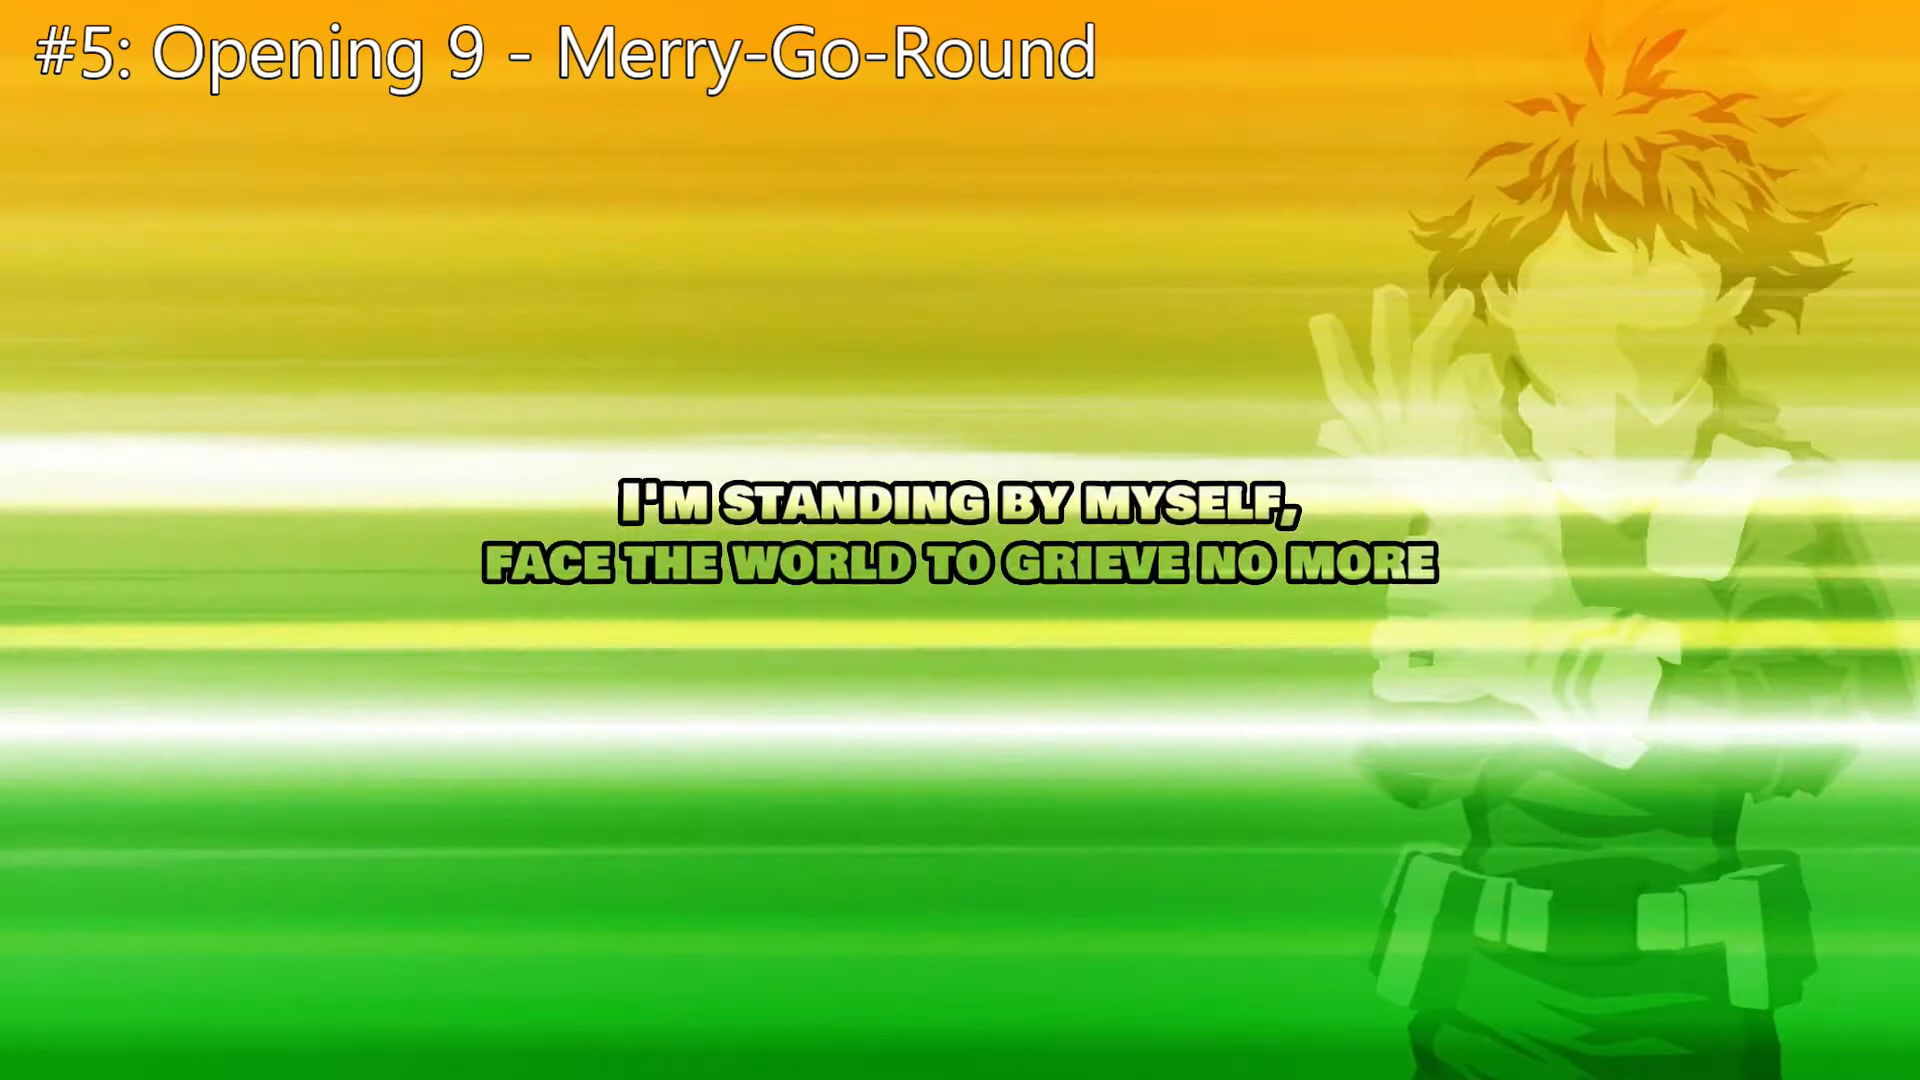 #5: Opening 9 - Merry-Go-Round
I'M STANDING BY MYSELF,
FACE THE WORLD TO GRIEVE NO MORE